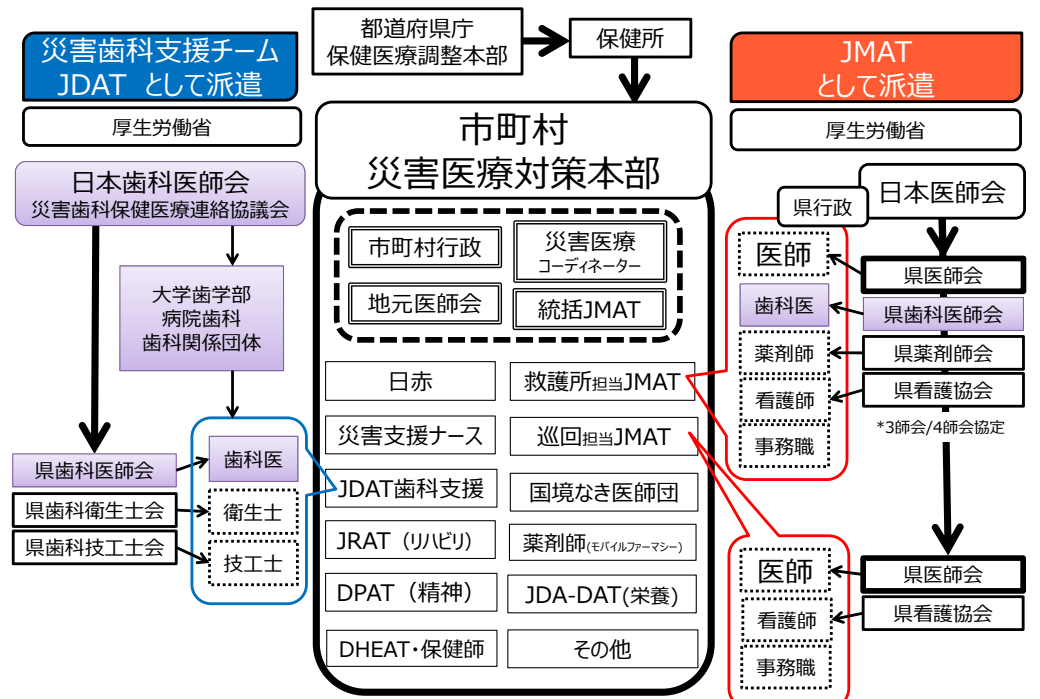 災害歯科支援チーム
JDAT として派遣
厚生労働省
日本歯科医師会
災害歯科保健医療連絡協議会
大学歯学部
病院歯科
歯科関係団体
県歯科医師会
県歯科衛生士会
県歯科技工士会
歯科医
衛生士
技工士
都道府県庁
保健医療調整本部
保健所
市町村
災害医療対策本部
市町村行政
災害医療
コーディネーター
地元医師会
統括JMAT
日赤
救護所担当JMAT
災害支援ナース
巡回担当JMAT
JDAT歯科支援
国境なき医師団
JRAT（リハビリ）
薬剤師(モバイルファーマシー)
DPAT（精神）
JDA-DAT(栄養)
DHEAT・保健師
その他
JMAT
として派遣
厚生労働省
日本医師会
県行政
医師
県医師会
歯科医
県歯科医師会
薬剤師
県薬剤師会
看護師
県看護協会
*3師会/4師会協定
事務職
医師
県医師会
看護師
県看護協会
事務職